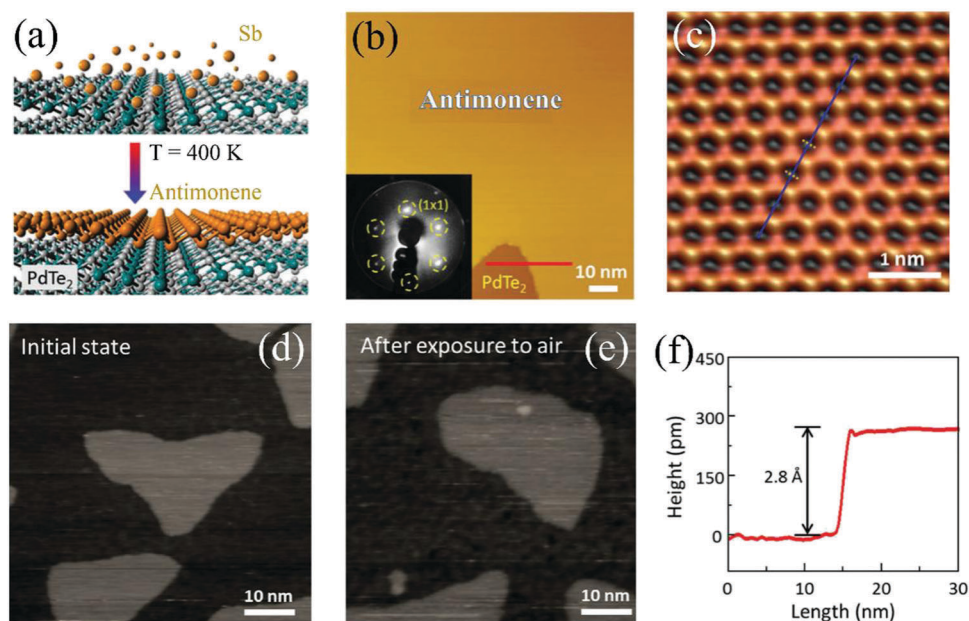 (a)
Sb
T = 400 K
Antimonene
PdTe₂
(b)
Antimonene
(1x1)
PdTe₂
10 nm
(c)
1 nm
Initial state
(d)
10 nm
After exposure to air
(e)
10 nm
(f)
450
300
150
0
Height (pm)
2.8 Å
0 10 20 30
Length (nm)